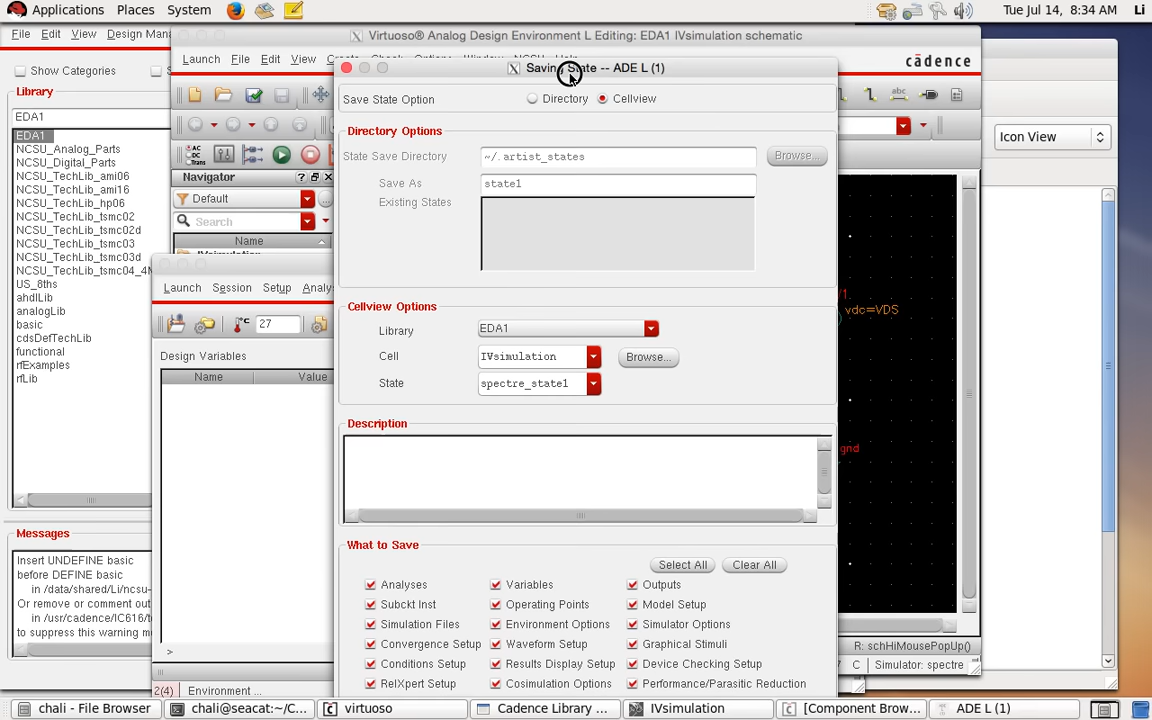 Applications Places System Tue Jul 14, 8:34 AM Li
File Edit View Design Man
Virtuoso® Analog Design Environment L Editing: EDA1 IVsimulation schematic
Launch File Edit View
cādence
Show Categories
Library
EDA1
EDA1
NCSU_Analog_Parts
NCSU_Digital_Parts
NCSU_TechLib_ami06
NCSU_TechLib_ami16
NCSU_TechLib_hp06
NCSU_TechLib_tsmc02
NCSU_TechLib_tsmc02d
NCSU_TechLib_tsmc03
NCSU_TechLib_tsmc03d
NCSU_TechLib_tsmc04_4M
US_8ths
ahdlLib
analogLib
basic
cdsDefTechLib
functional
rfExamples
rfLib
Messages
Insert UNDEFINE basic
before DEFINE basic
in /data/shared/Li/ncsu-
Or remove or comment out
in /usr/cadence/IC616/to
to suppress this warning m
Navigator
Default
Search
Name
IVsimulation
Launch Session Setup Analys
27
Design Variables
Name Value
>
2(4) Environment ...
Saving State -- ADE L (1)
Save State Option Directory Cellview
Directory Options
State Save Directory ~/.artist_states Browse...
Save As state1
Existing States
Cellview Options
Library EDA1
Cell IVsimulation Browse...
State spectre_state1
Description
What to Save
Select All Clear All
Analyses Variables Outputs
Subckt Inst Operating Points Model Setup
Simulation Files Environment Options Simulator Options
Convergence Setup Waveform Setup Graphical Stimuli
Conditions Setup Results Display Setup Device Checking Setup
RelXpert Setup Cosimulation Options Performance/Parasitic Reduction
Icon View
vdc=VDS
gnd
R: schHiMousePopUp()
C Simulator: spectre
chali - File Browser chali@seacat:~/C... virtuoso Cadence Library ... IVsimulation [Component Brow... ADE L (1)